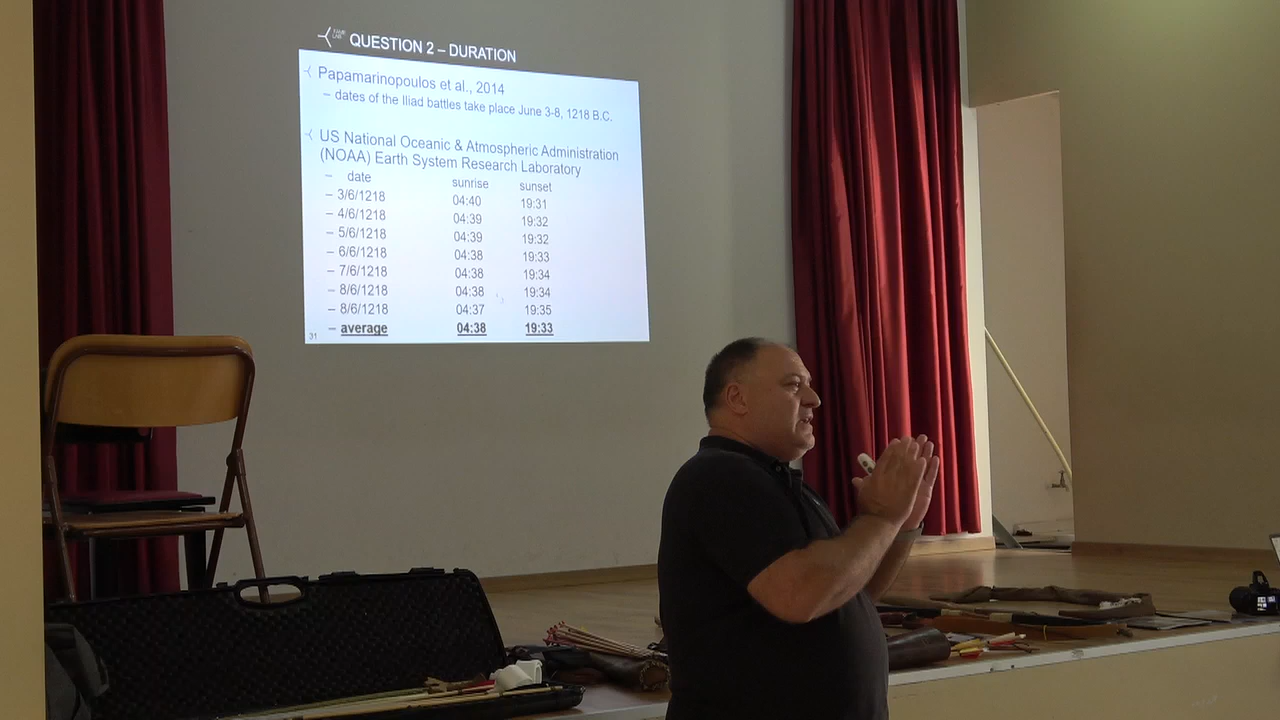 FAME LAB
QUESTION 2 – DURATION
Papamarinopoulos et al., 2014
– dates of the Iliad battles take place June 3-8, 1218 B.C.
US National Oceanic & Atmospheric Administration
(NOAA) Earth System Research Laboratory
– date sunrise sunset
– 3/6/1218 04:40 19:31
– 4/6/1218 04:39 19:32
– 5/6/1218 04:39 19:32
– 6/6/1218 04:38 19:33
– 7/6/1218 04:38 19:34
– 8/6/1218 04:38 19:34
– 8/6/1218 04:37 19:35
– average 04:38 19:33
31